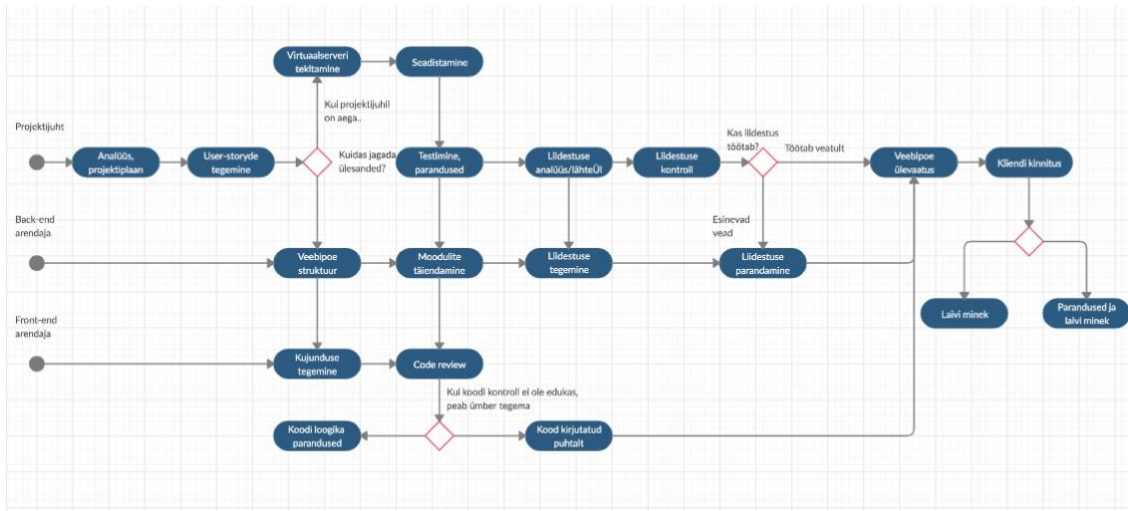 Virtuaalserveri
tekitamine
Seadistamine
Kui projektijuhil
on aega..
Projektijuht
Analüüs,
projektiplaan
User-storyde
tegemine
Kuidas jagada
ülesanded?
Testimine,
parandused
Liidestuse
analüüs/lähteÜl
Liidestuse
kontroll
Kas liidestus
töötab?
Töötab veatult
Veebipoe
ülevaatus
Kliendi kinnitus
Back-end
arendaja
Veebipoe
struktuur
Moodulite
täiendamine
Liidestuse
tegemine
Esinevad
vead
Liidestuse
parandamine
Laivi minek
Parandused ja
laivi minek
Front-end
arendaja
Kujunduse
tegemine
Code review
Kui koodi kontroll ei ole edukas,
peab ümber tegema
Koodi loogika
parandused
Kood kirjutatud
puhtalt